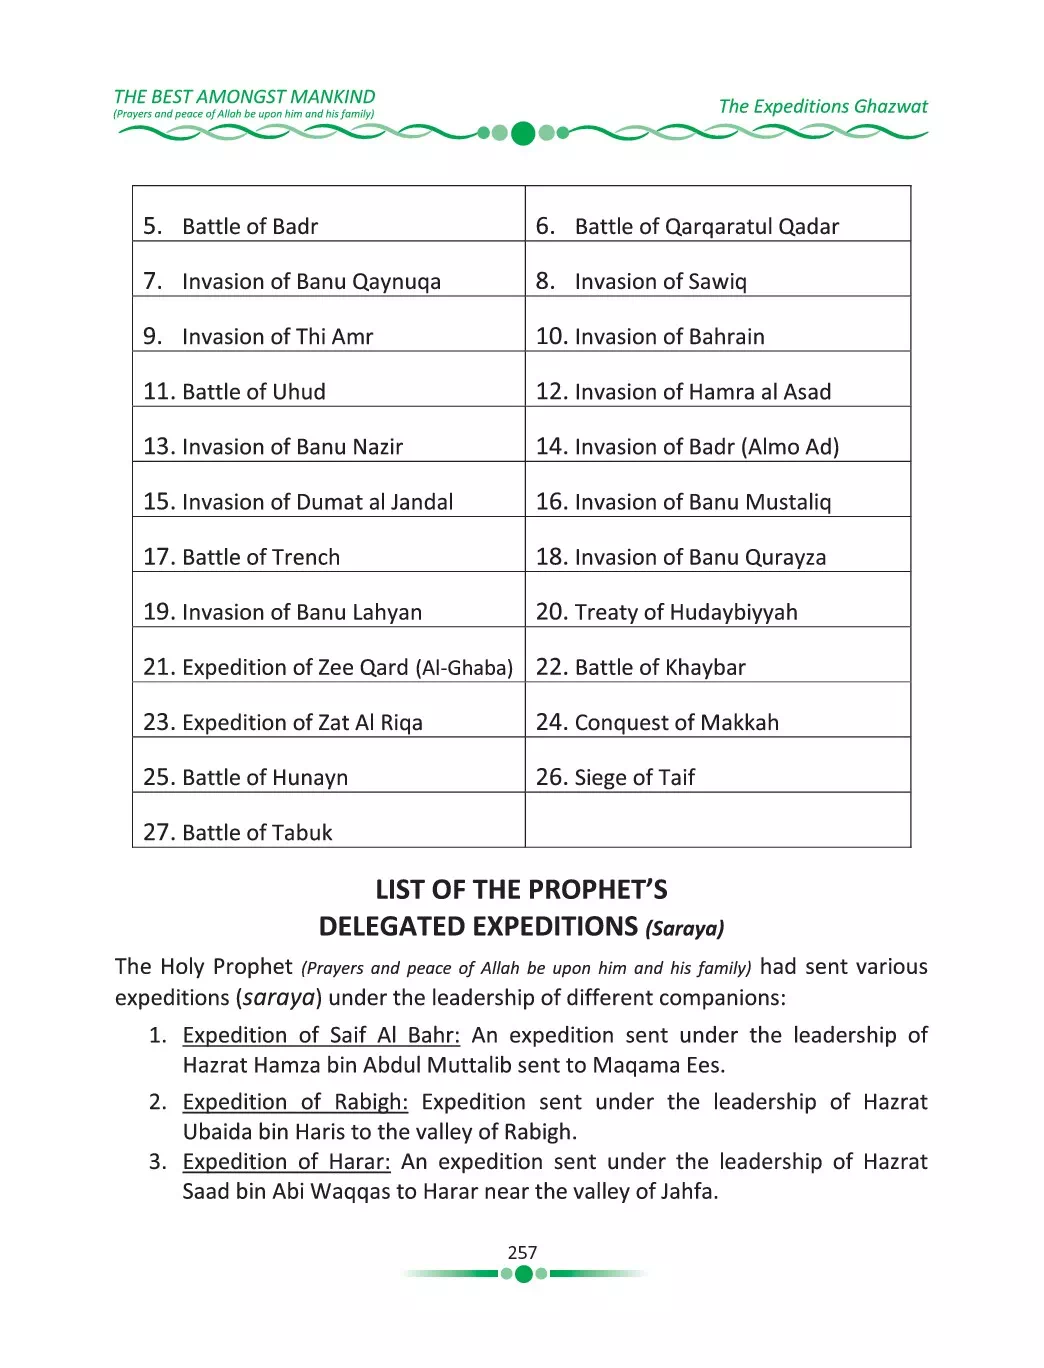 THE BEST AMONGST MANKIND
(Prayers and peace of Allah be upon him and his family)
The Expeditions Ghazwat
5. Battle of Badr
6. Battle of Qarqaratul Qadar
7. Invasion of Banu Qaynuqa
8. Invasion of Sawiq
9. Invasion of Thi Amr
10. Invasion of Bahrain
11. Battle of Uhud
12. Invasion of Hamra al Asad
13. Invasion of Banu Nazir
14. Invasion of Badr (Almo Ad)
15. Invasion of Dumat al Jandal
16. Invasion of Banu Mustaliq
17. Battle of Trench
18. Invasion of Banu Qurayza
19. Invasion of Banu Lahyan
20. Treaty of Hudaybiyyah
21. Expedition of Zee Qard (Al-Ghaba)
22. Battle of Khaybar
23. Expedition of Zat Al Riqa
24. Conquest of Makkah
25. Battle of Hunayn
26. Siege of Taif
27. Battle of Tabuk
LIST OF THE PROPHET’S
DELEGATED EXPEDITIONS (Saraya)
The Holy Prophet (Prayers and peace of Allah be upon him and his family) had sent various
expeditions (saraya) under the leadership of different companions:
1. Expedition of Saif Al Bahr: An expedition sent under the leadership of
Hazrat Hamza bin Abdul Muttalib sent to Maqama Ees.
2. Expedition of Rabigh: Expedition sent under the leadership of Hazrat
Ubaida bin Haris to the valley of Rabigh.
3. Expedition of Harar: An expedition sent under the leadership of Hazrat
Saad bin Abi Waqqas to Harar near the valley of Jahfa.
257